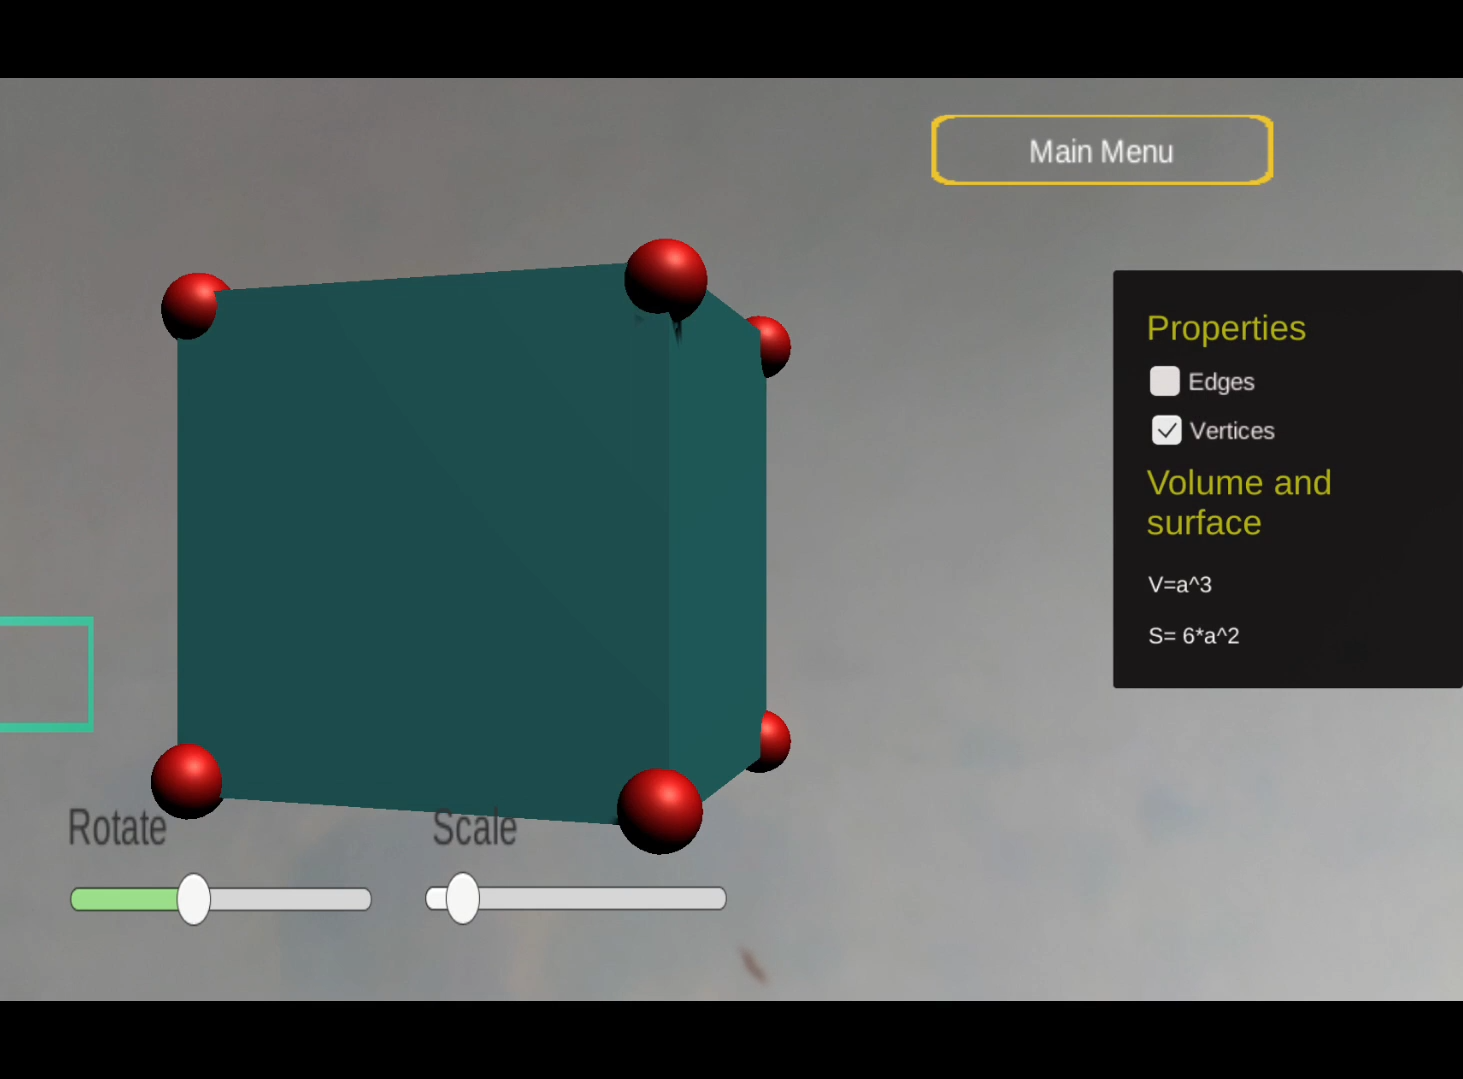 Main Menu
Properties
Edges
Vertices
Volume and
surface
V=a^3
S= 6*a^2
Rotate
Scale